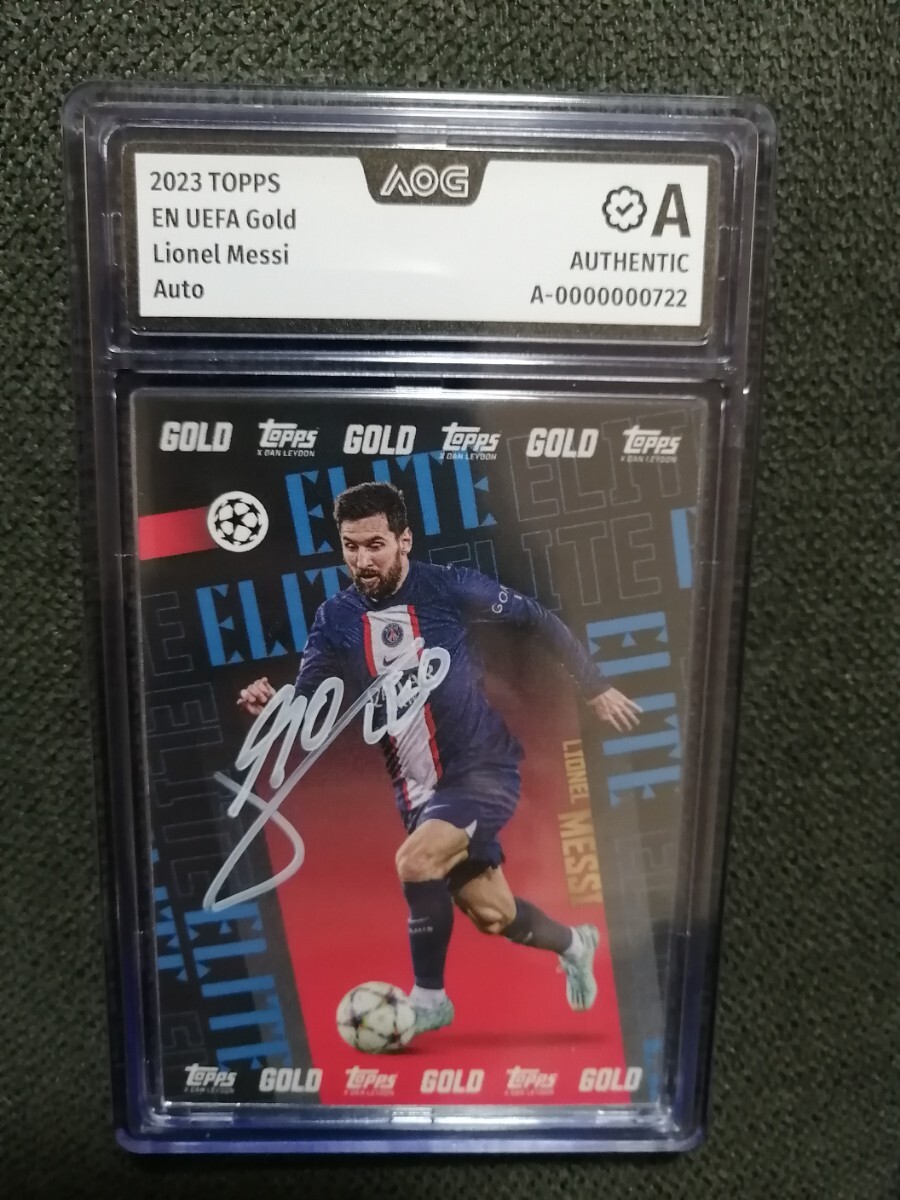 2023 TOPPS
EN UEFA Gold
Lionel Messi
Auto
AOG
A
AUTHENTIC
A-0000000722
GOLD topps GOLD topps GOLD topps
X DAN LEYDON X DAN LEYDON X DAN LEYDON
ELITE ELITE
ELITE ELITE
ELITE
ELITE
ELITE
LIONEL MESSI
topps GOLD topps GOLD topps GOLD
X DAN LEYDON X DAN LEYDON X DAN LEYDON